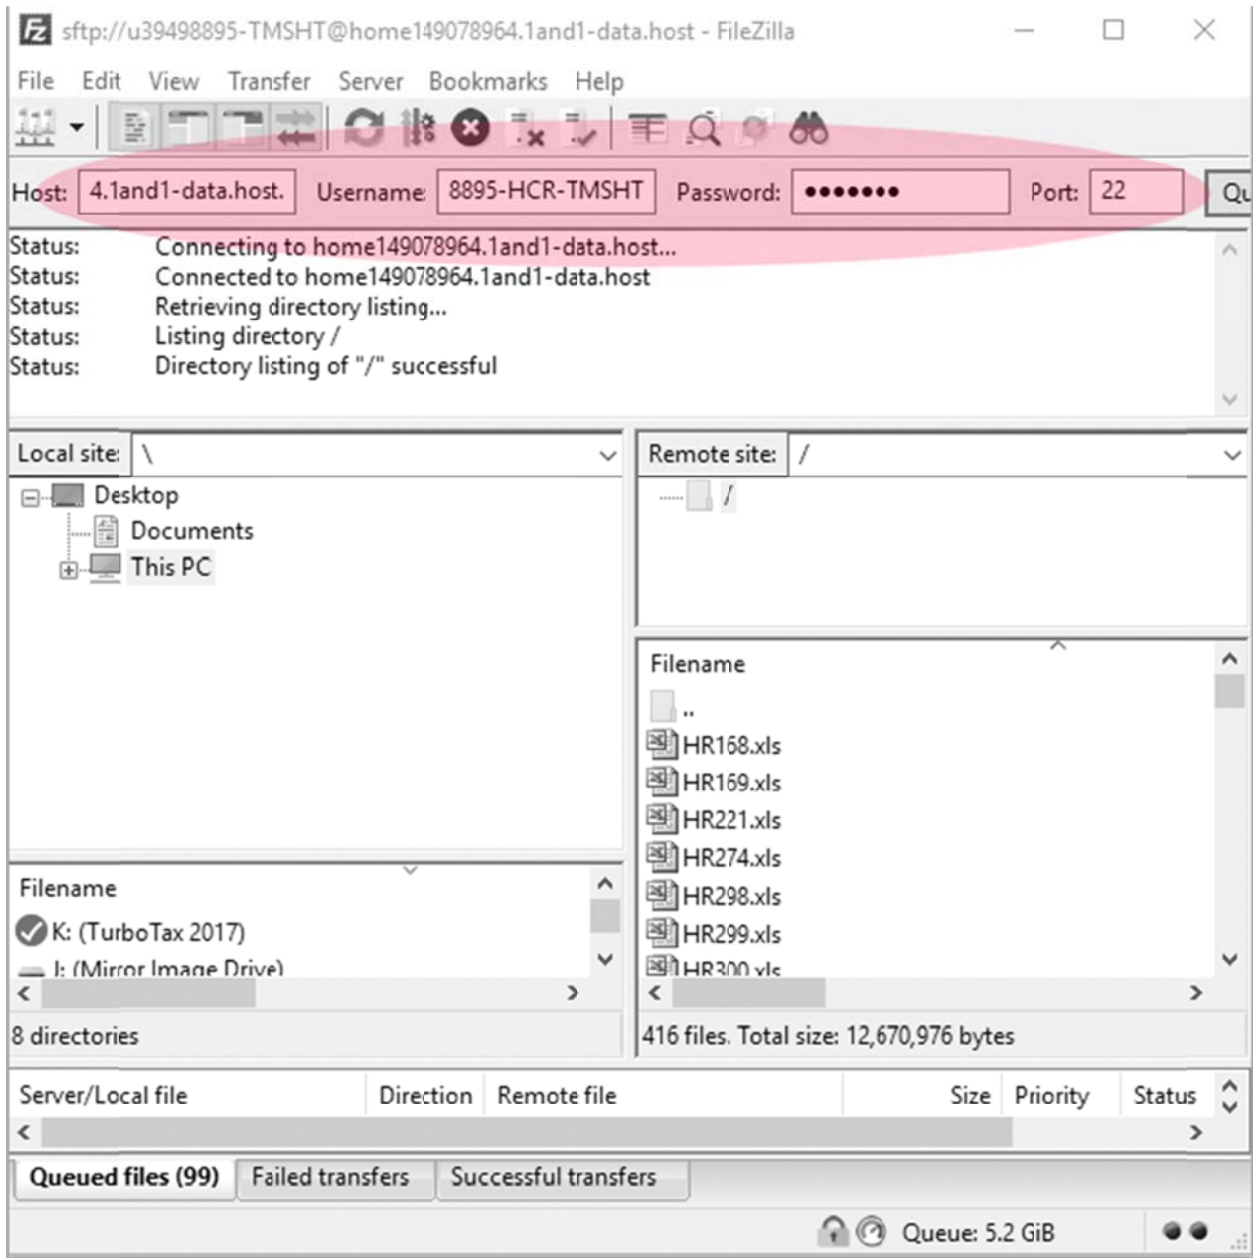 sftp://u39498895-TMSHT@home149078964.1and1-data.host - FileZilla
File Edit View Transfer Server Bookmarks Help
Host: 4.1and1-data.host. Username: 8895-HCR-TMSHT Password: ●●●●●●● Port: 22 Qu
Status: Connecting to home149078964.1and1-data.host...
Status: Connected to home149078964.1and1-data.host
Status: Retrieving directory listing...
Status: Listing directory /
Status: Directory listing of "/" successful
Local site: \
Desktop
Documents
This PC
Filename
K: (TurboTax 2017)
J: (Mirror Image Drive)
8 directories
Remote site: /
/
Filename
..
HR168.xls
HR169.xls
HR221.xls
HR274.xls
HR298.xls
HR299.xls
HR300.xls
416 files. Total size: 12,670,976 bytes
Server/Local file Direction Remote file Size Priority Status
Queued files (99) Failed transfers Successful transfers
Queue: 5.2 GiB